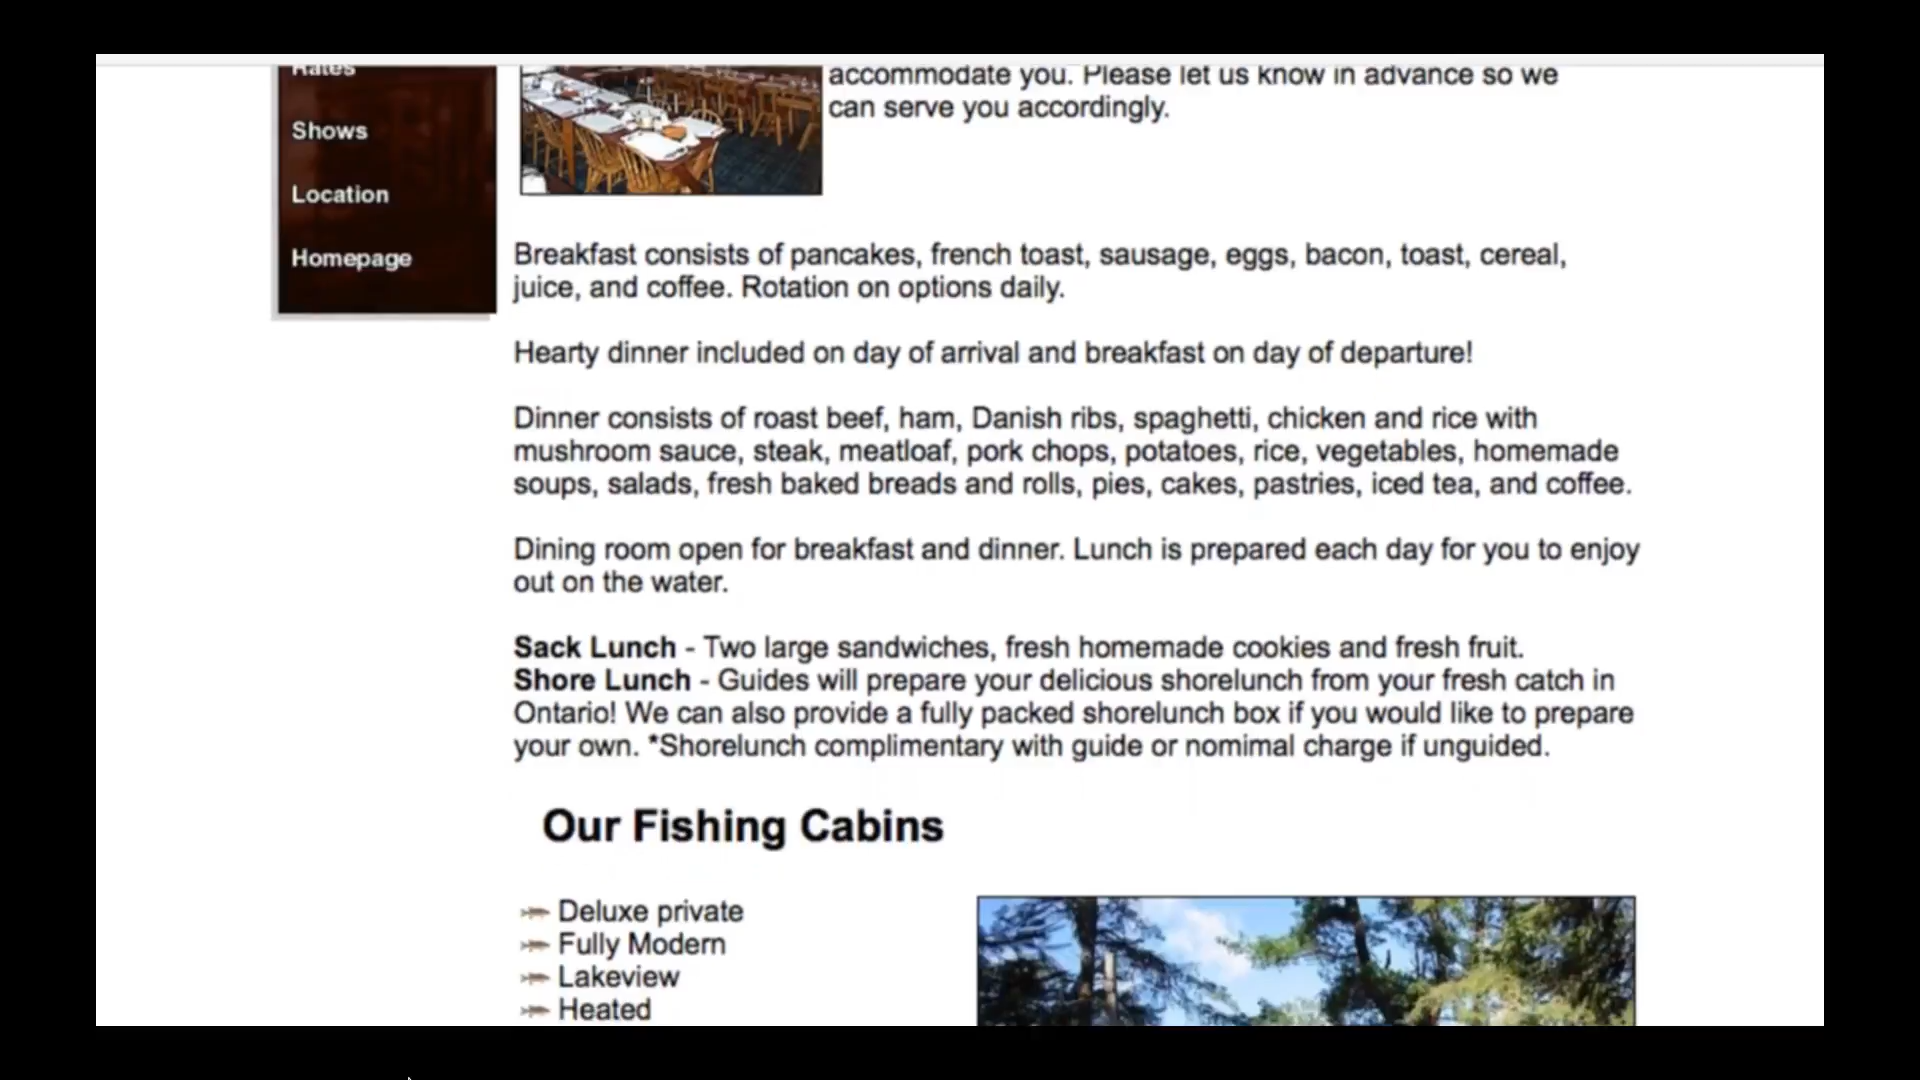 Rates
Shows
Location
Homepage
accommodate you. Please let us know in advance so we
can serve you accordingly.
Breakfast consists of pancakes, french toast, sausage, eggs, bacon, toast, cereal,
juice, and coffee. Rotation on options daily.
Hearty dinner included on day of arrival and breakfast on day of departure!
Dinner consists of roast beef, ham, Danish ribs, spaghetti, chicken and rice with
mushroom sauce, steak, meatloaf, pork chops, potatoes, rice, vegetables, homemade
soups, salads, fresh baked breads and rolls, pies, cakes, pastries, iced tea, and coffee.
Dining room open for breakfast and dinner. Lunch is prepared each day for you to enjoy
out on the water.
Sack Lunch - Two large sandwiches, fresh homemade cookies and fresh fruit.
Shore Lunch - Guides will prepare your delicious shorelunch from your fresh catch in
Ontario! We can also provide a fully packed shorelunch box if you would like to prepare
your own. *Shorelunch complimentary with guide or nomimal charge if unguided.
Our Fishing Cabins
Deluxe private
Fully Modern
Lakeview
Heated